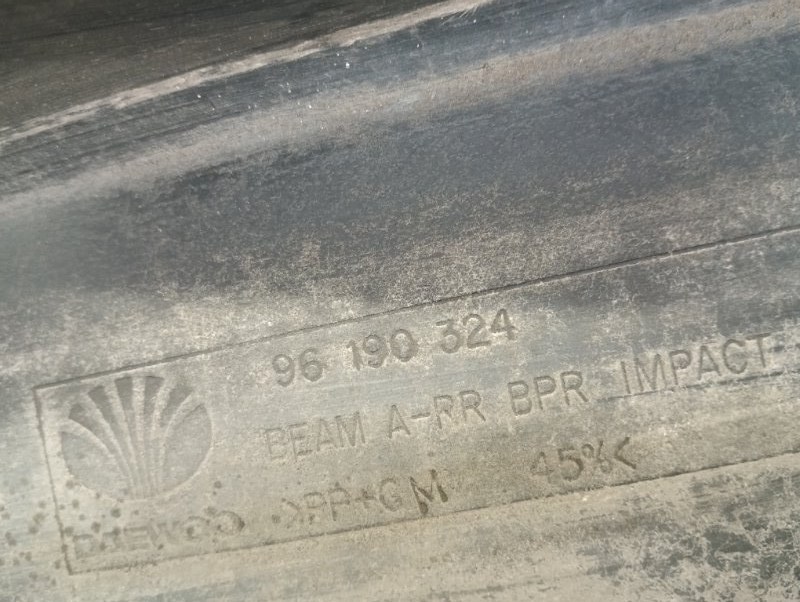 96 190 324
BEAM A-RR BPR IMPACT
>PP+GM 45%<
DAEWOO